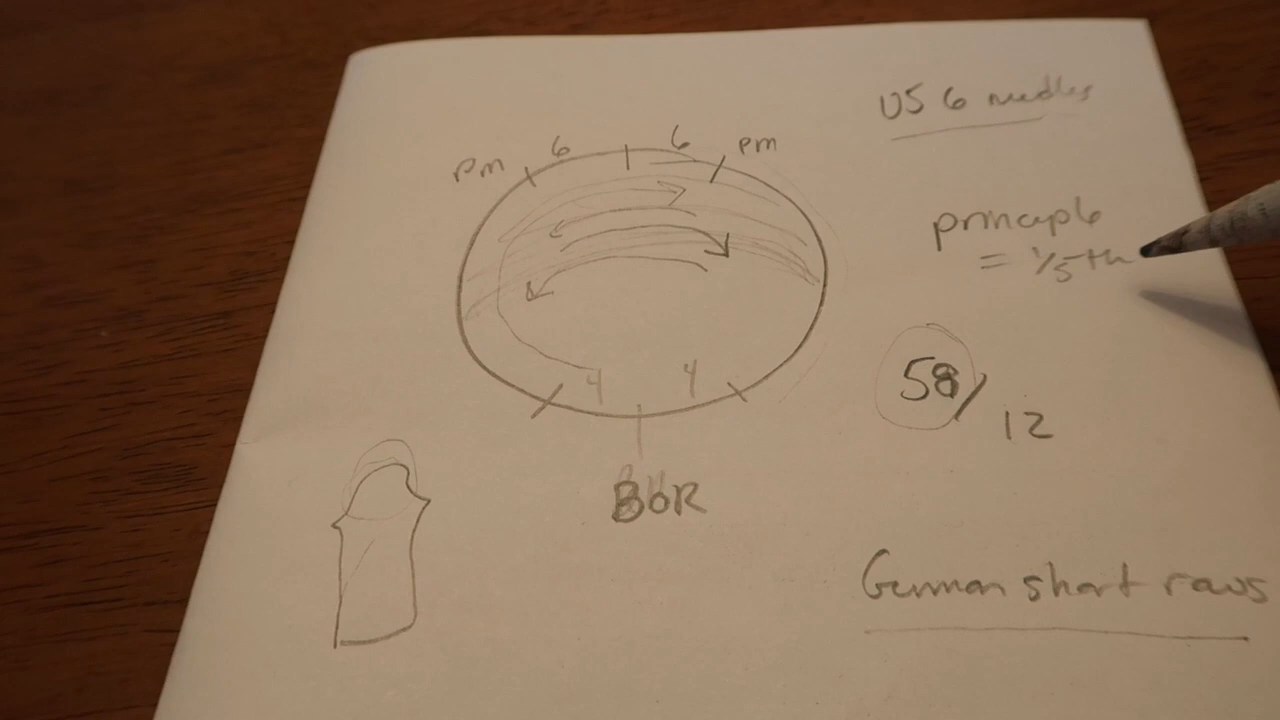 US 6 needles
pm 6 6 pm
principle
= 1/5th
58/12
4 4
BOR
German short rows